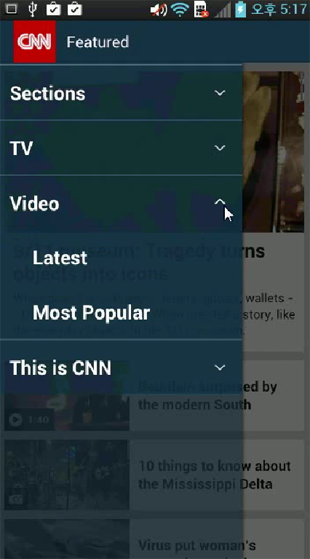 오후 5:17
CNN Featured
Sections
TV
Video
museum: Tragedy turns
objects into icons
wallets –
history, like
Latest
Most Popular
This is CNN
by
the modern South
1:40
10 things to know about
the Mississippi Delta
Virus put woman's